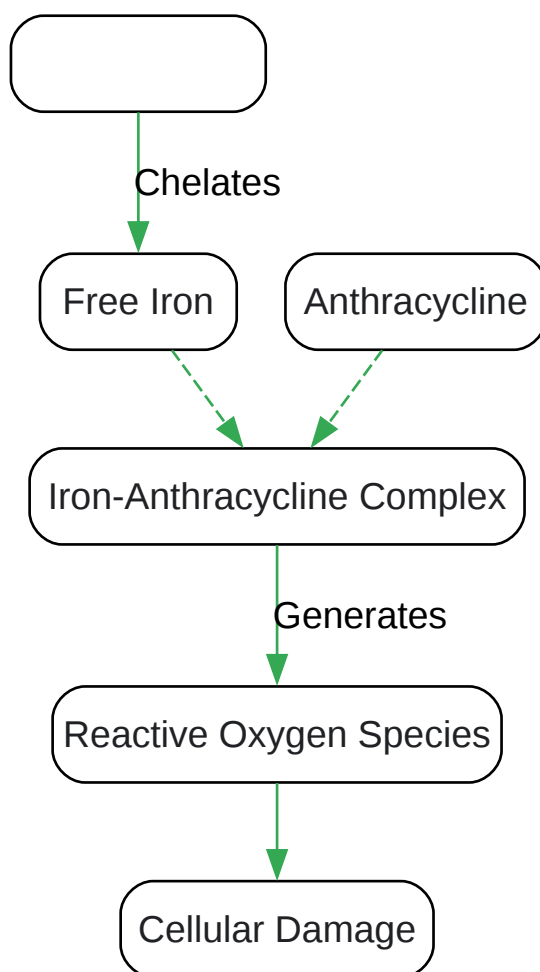 Chelates
Free Iron
Anthracycline
Iron-Anthracycline Complex
Generates
Reactive Oxygen Species
Cellular Damage